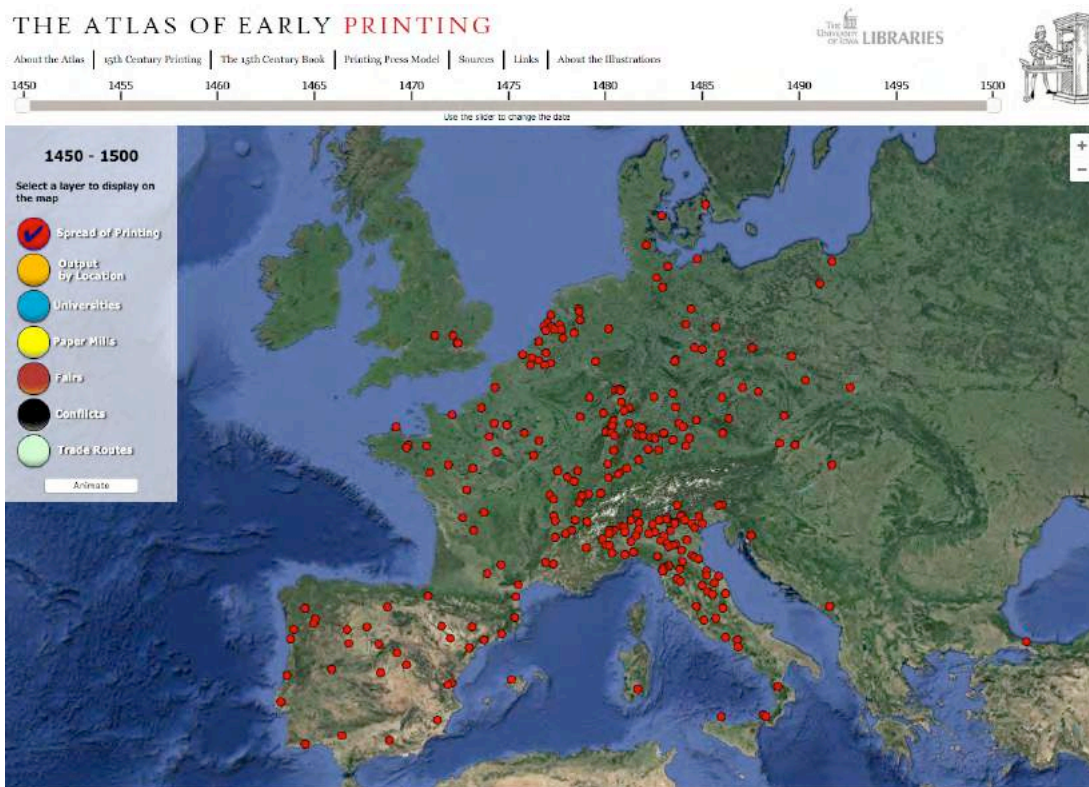 THE ATLAS OF EARLY PRINTING
THE UNIVERSITY OF IOWA LIBRARIES
About the Atlas | 15th Century Printing | The 15th Century Book | Printing Press Model | Sources | Links | About the Illustrations
1450 1455 1460 1465 1470 1475 1480 1485 1490 1495 1500
Use the slider to change the date
1450 - 1500
Select a layer to display on
the map
Spread of Printing
Output
by Location
Universities
Paper Mills
Fairs
Conflicts
Trade Routes
Animate
+
−